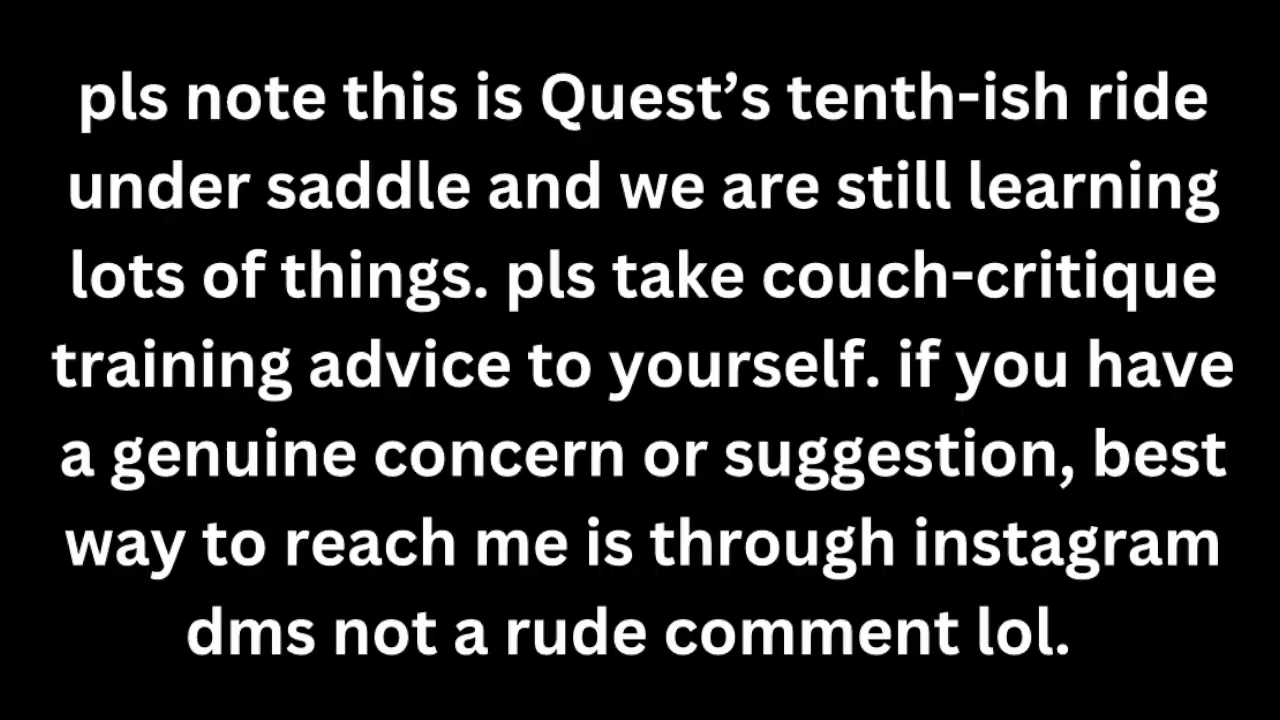 pls note this is Quest’s tenth-ish ride
under saddle and we are still learning
lots of things. pls take couch-critique
training advice to yourself. if you have
a genuine concern or suggestion, best
way to reach me is through instagram
dms not a rude comment lol.